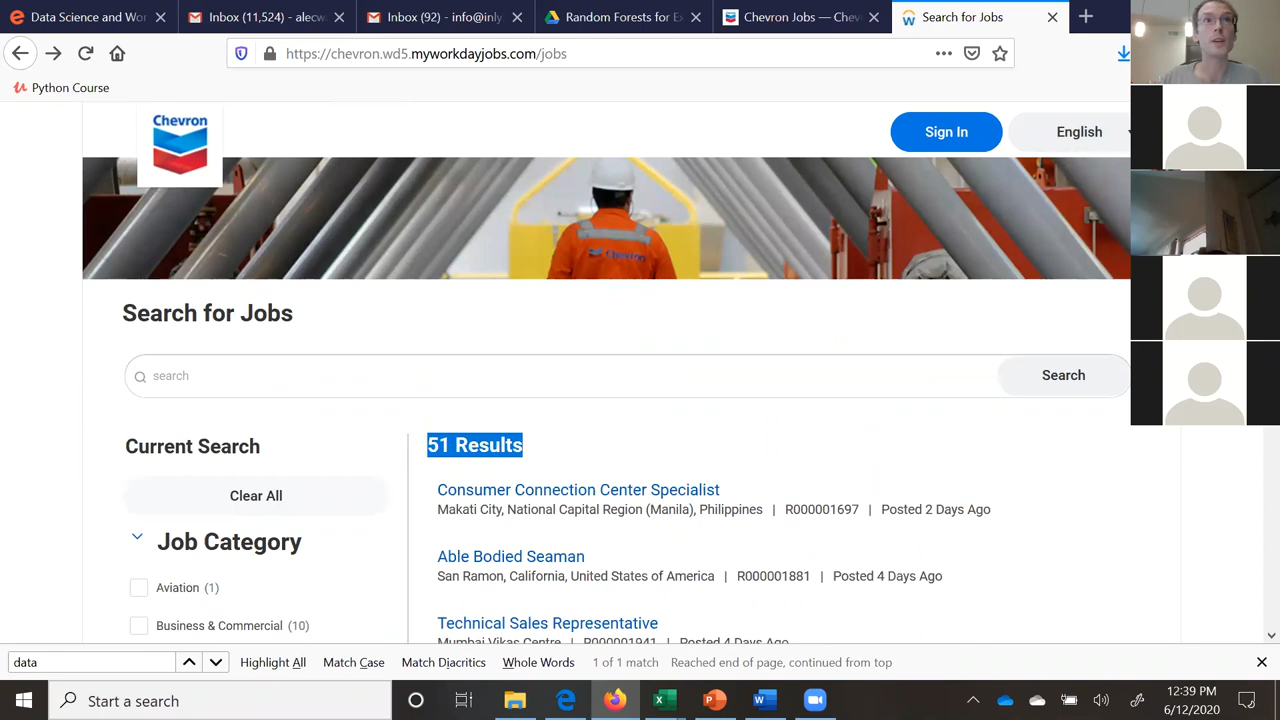 Data Science and Wor
Inbox (11,524) - alecw
Inbox (92) - info@inly
Random Forests for Ex
Chevron Jobs — Chev
Search for Jobs
https://chevron.wd5.myworkdayjobs.com/jobs
Python Course
Chevron
Sign In
English
Chevron
Search for Jobs
search
Search
Current Search
51 Results
Clear All
Consumer Connection Center Specialist
Makati City, National Capital Region (Manila), Philippines | R000001697 | Posted 2 Days Ago
Job Category
Able Bodied Seaman
San Ramon, California, United States of America | R000001881 | Posted 4 Days Ago
Aviation (1)
Technical Sales Representative
Business & Commercial (10)
Mumbai Vikas Centre | R000001941 | Posted 4 Days Ago
data
Highlight All
Match Case
Match Diacritics
Whole Words
1 of 1 match
Reached end of page, continued from top
Start a search
12:39 PM
6/12/2020